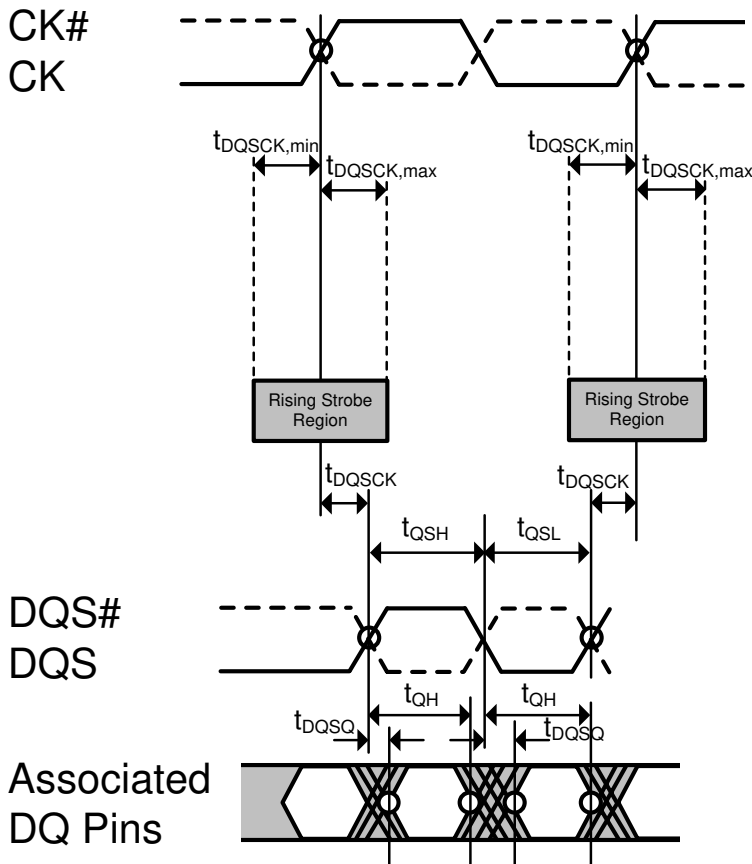 CK#
CK
tDQSCK,min
tDQSCK,max
tDQSCK,min
tDQSCK,max
Rising Strobe
Region
Rising Strobe
Region
tDQSCK
tDQSCK
tQSH
tQSL
DQS#
DQS
tQH
tQH
tDQSQ
tDQSQ
Associated
DQ Pins